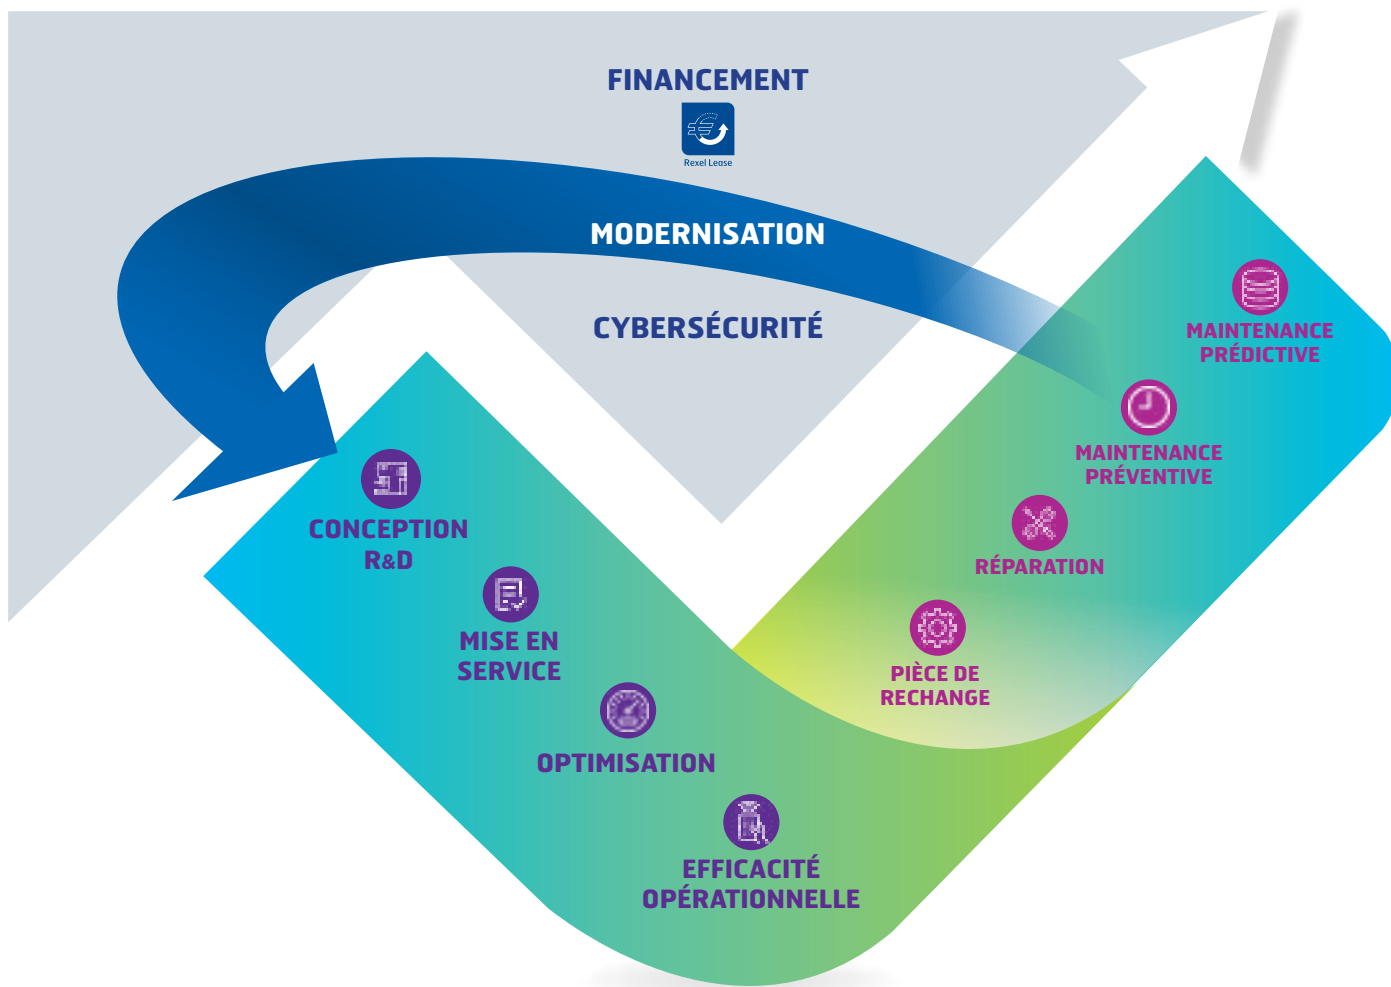 FINANCEMENT
Rexel Lease
MODERNISATION
CYBERSÉCURITÉ
CONCEPTION
R&D
MISE EN
SERVICE
OPTIMISATION
EFFICACITÉ
OPÉRATIONNELLE
PIÈCE DE
RECHANGE
RÉPARATION
MAINTENANCE
PRÉVENTIVE
MAINTENANCE
PRÉDICTIVE